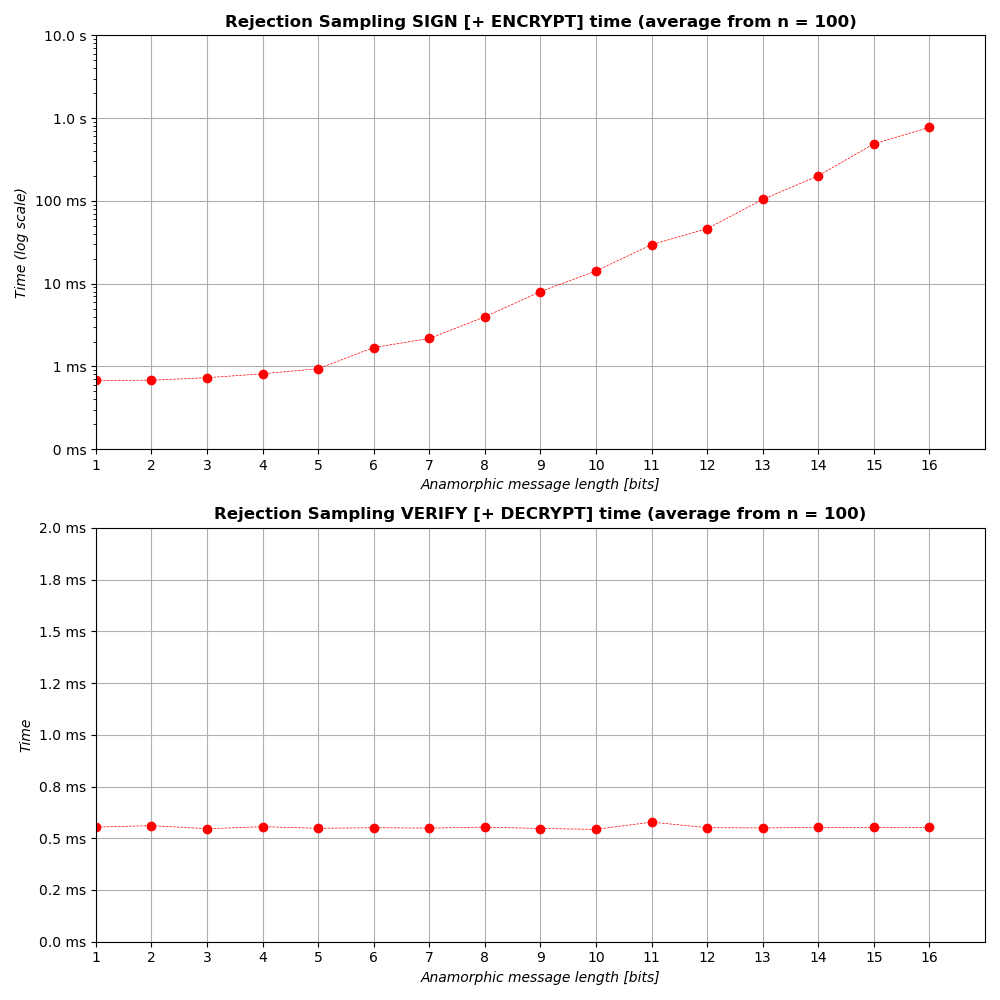 Rejection Sampling SIGN [+ ENCRYPT] time (average from n = 100)
10.0 s
1.0 s
100 ms
10 ms
1 ms
0 ms
Time (log scale)
1 2 3 4 5 6 7 8 9 10 11 12 13 14 15 16
Anamorphic message length [bits]
Rejection Sampling VERIFY [+ DECRYPT] time (average from n = 100)
2.0 ms
1.8 ms
1.5 ms
1.2 ms
1.0 ms
0.8 ms
0.5 ms
0.2 ms
0.0 ms
Time
1 2 3 4 5 6 7 8 9 10 11 12 13 14 15 16
Anamorphic message length [bits]